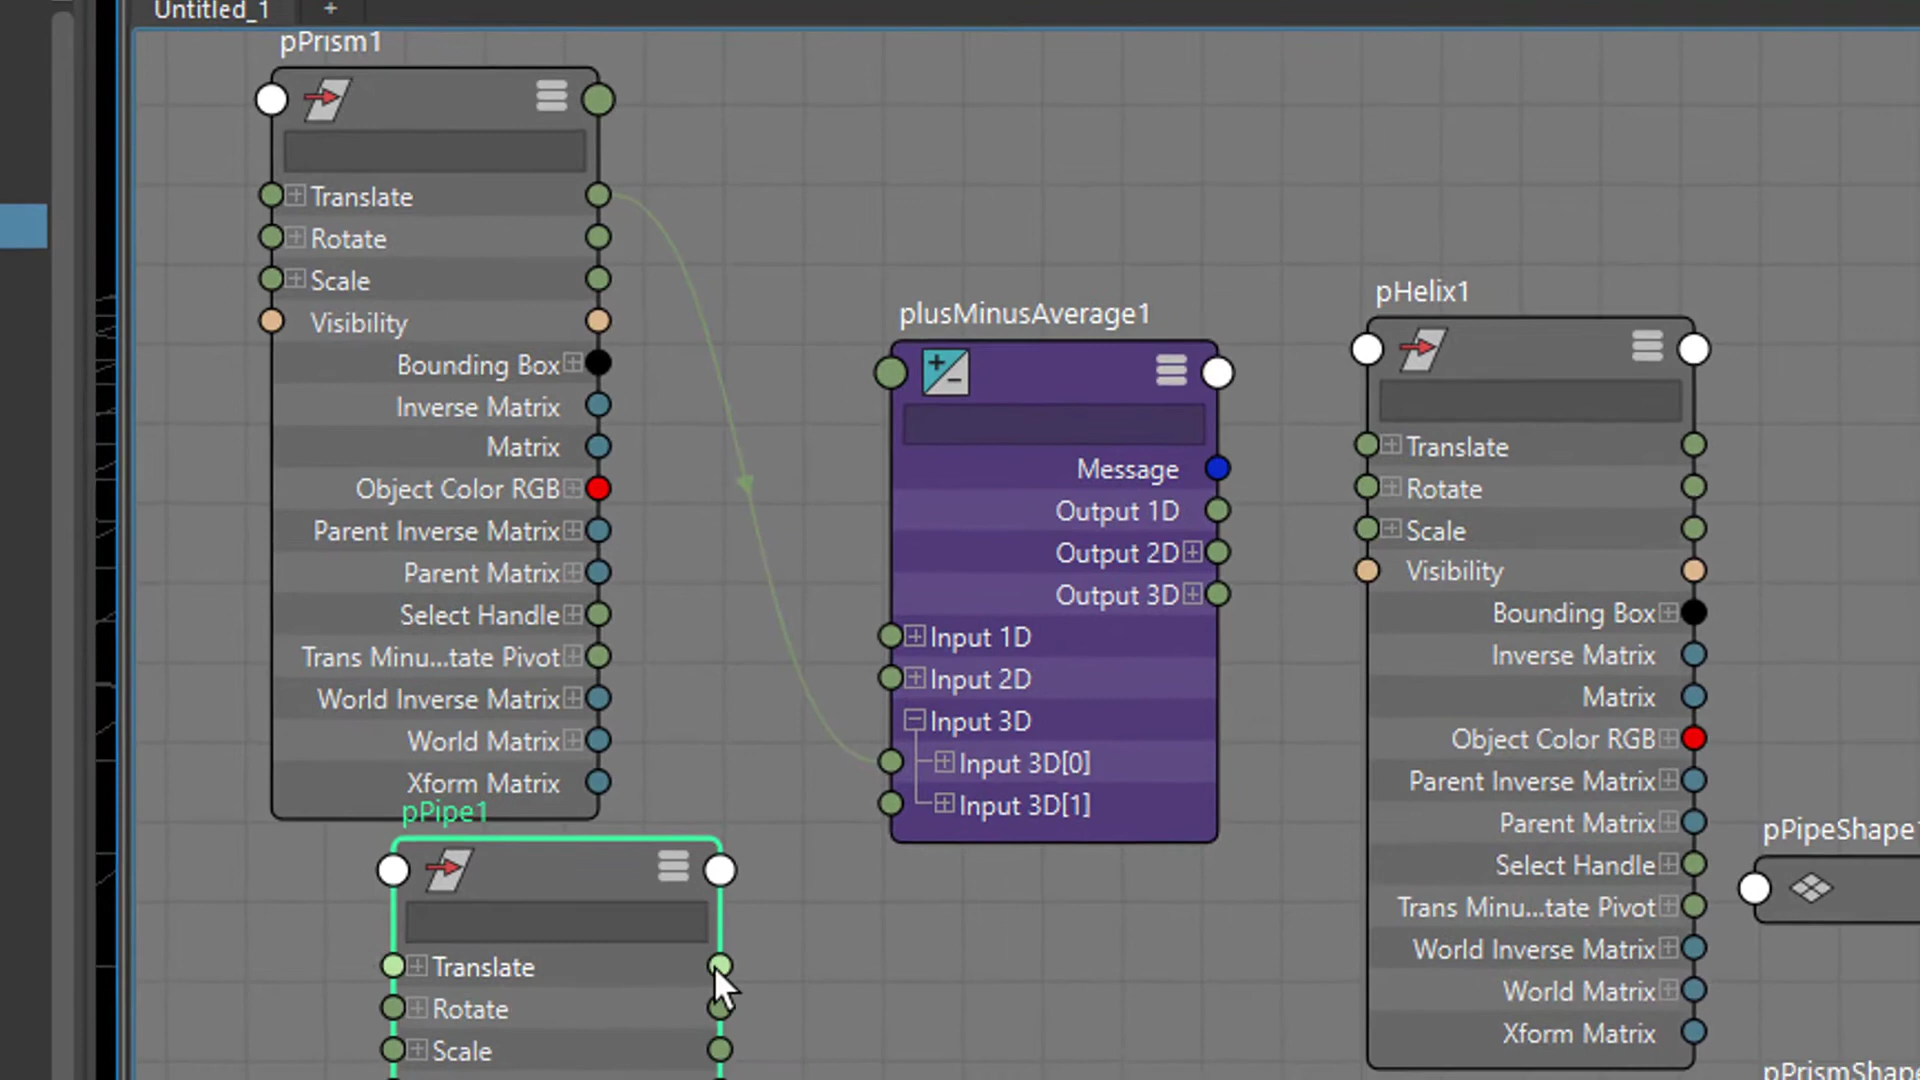 Untitled_1 +
pPrism1
Translate
Rotate
Scale
Visibility
Bounding Box
Inverse Matrix
Matrix
Object Color RGB
Parent Inverse Matrix
Parent Matrix
Select Handle
Trans Minu...tate Pivot
World Inverse Matrix
World Matrix
Xform Matrix
pPipe1
Translate
Rotate
Scale
plusMinusAverage1
Message
Output 1D
Output 2D
Output 3D
Input 1D
Input 2D
Input 3D
Input 3D[0]
Input 3D[1]
pHelix1
Translate
Rotate
Scale
Visibility
Bounding Box
Inverse Matrix
Matrix
Object Color RGB
Parent Inverse Matrix
Parent Matrix
Select Handle
Trans Minu...tate Pivot
World Inverse Matrix
World Matrix
Xform Matrix
pPipeShape1
pPrismShape